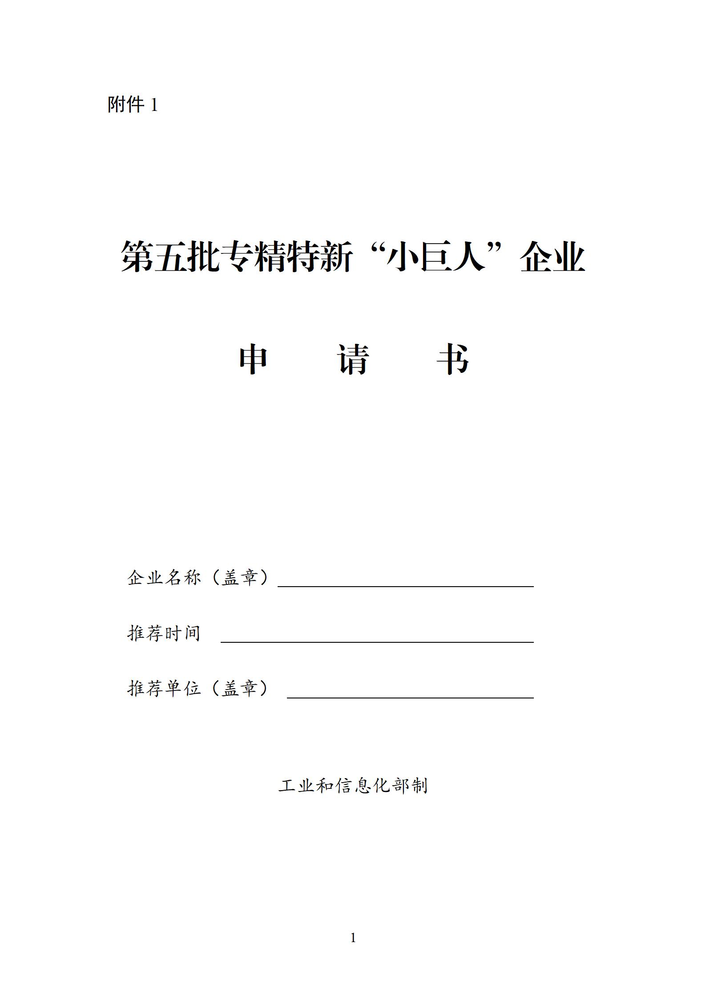 附件 1
第五批专精特新“小巨人”企业
申 请 书
企业名称（盖章）
推荐时间
推荐单位（盖章）
工业和信息化部制
1